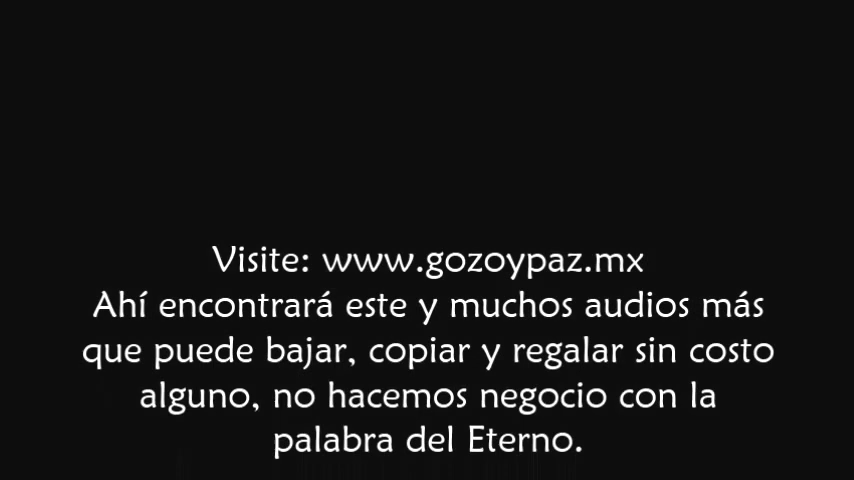 Visite: www.gozoypaz.mx
Ahí encontrará este y muchos audios más
que puede bajar, copiar y regalar sin costo
alguno, no hacemos negocio con la
palabra del Eterno.